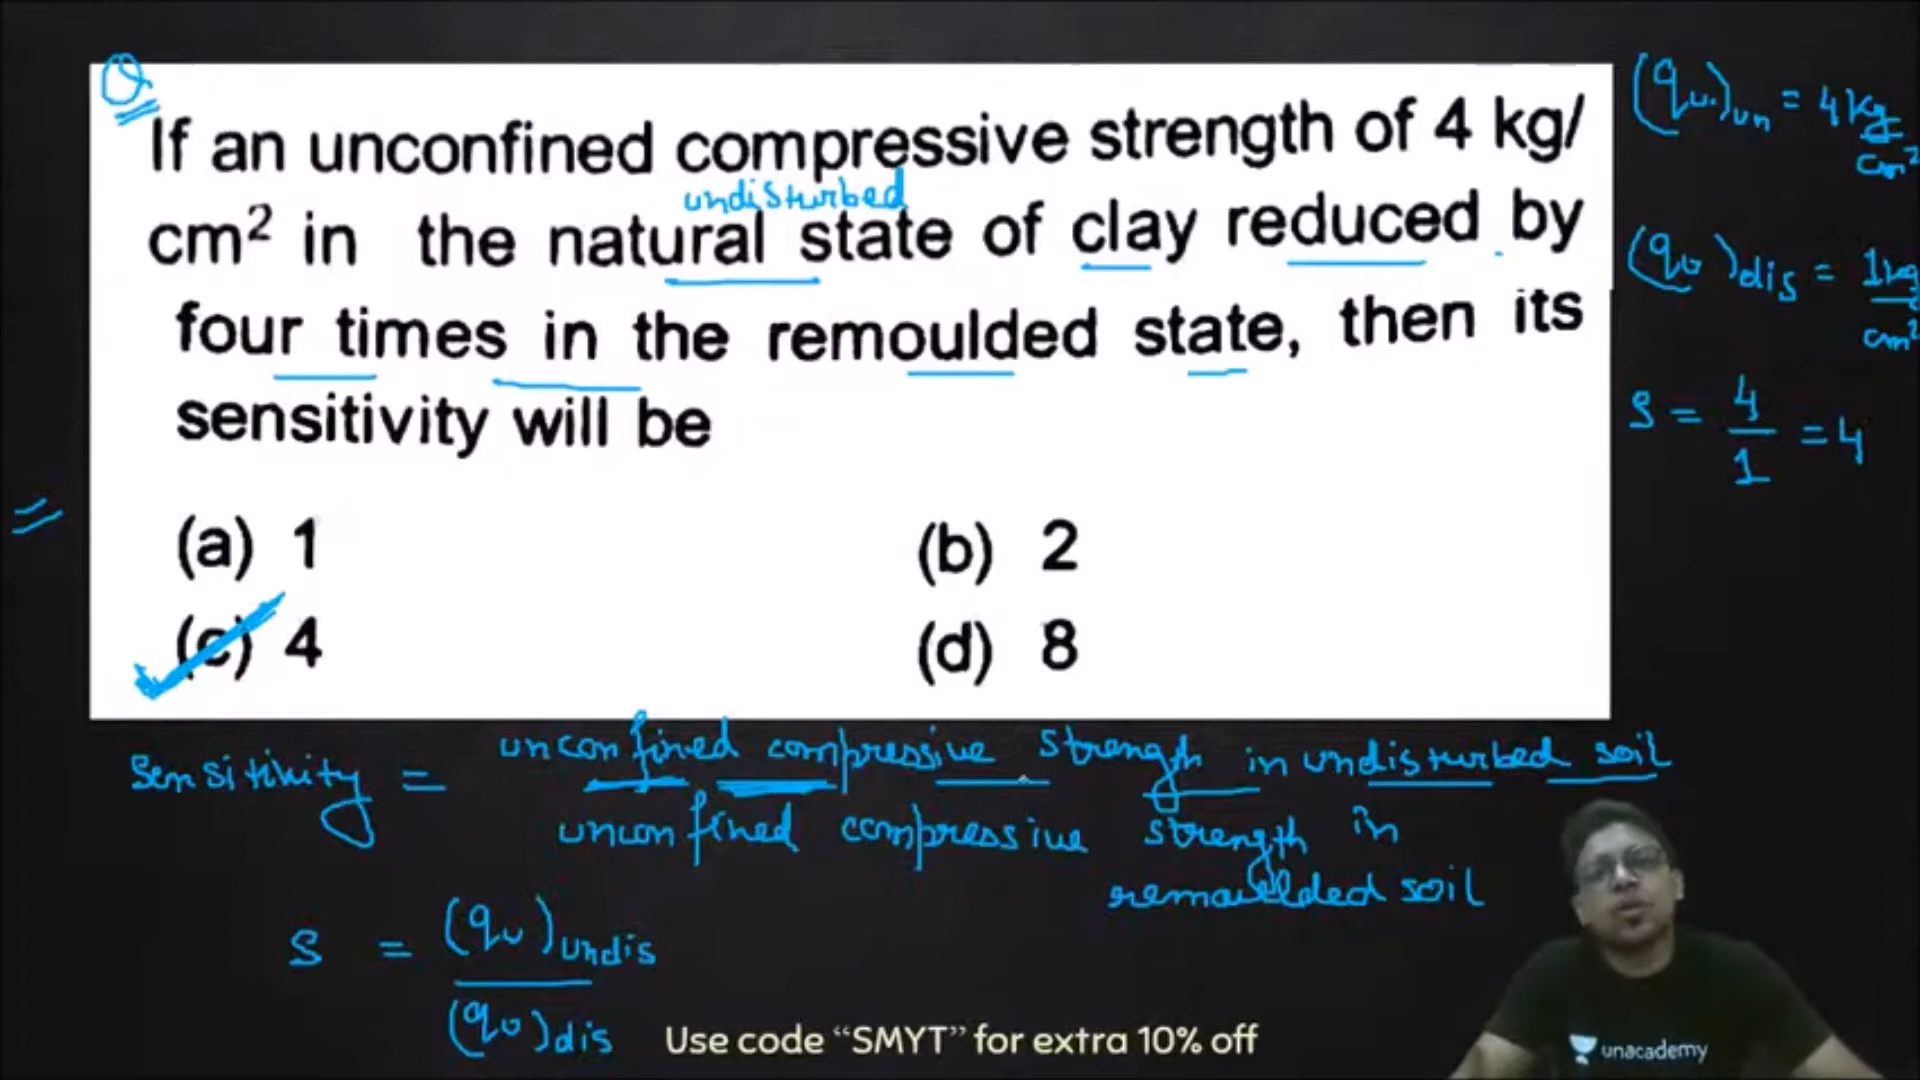 Q
If an unconfined compressive strength of 4 kg/
undisturbed
cm² in the natural state of clay reduced by
four times in the remoulded state, then its
sensitivity will be
(a) 1
(b) 2
(c) 4
(d) 8
(qu)un = 4 kg/cm²
(qu)dis = 1 kg/cm²
S = 4/1 = 4
=
Sensitivity = unconfined compressive strength in undisturbed soil
unconfined compressive strength in
remoulded soil
S = (qu)undis
(qu)dis
Use code “SMYT” for extra 10% off
unacademy